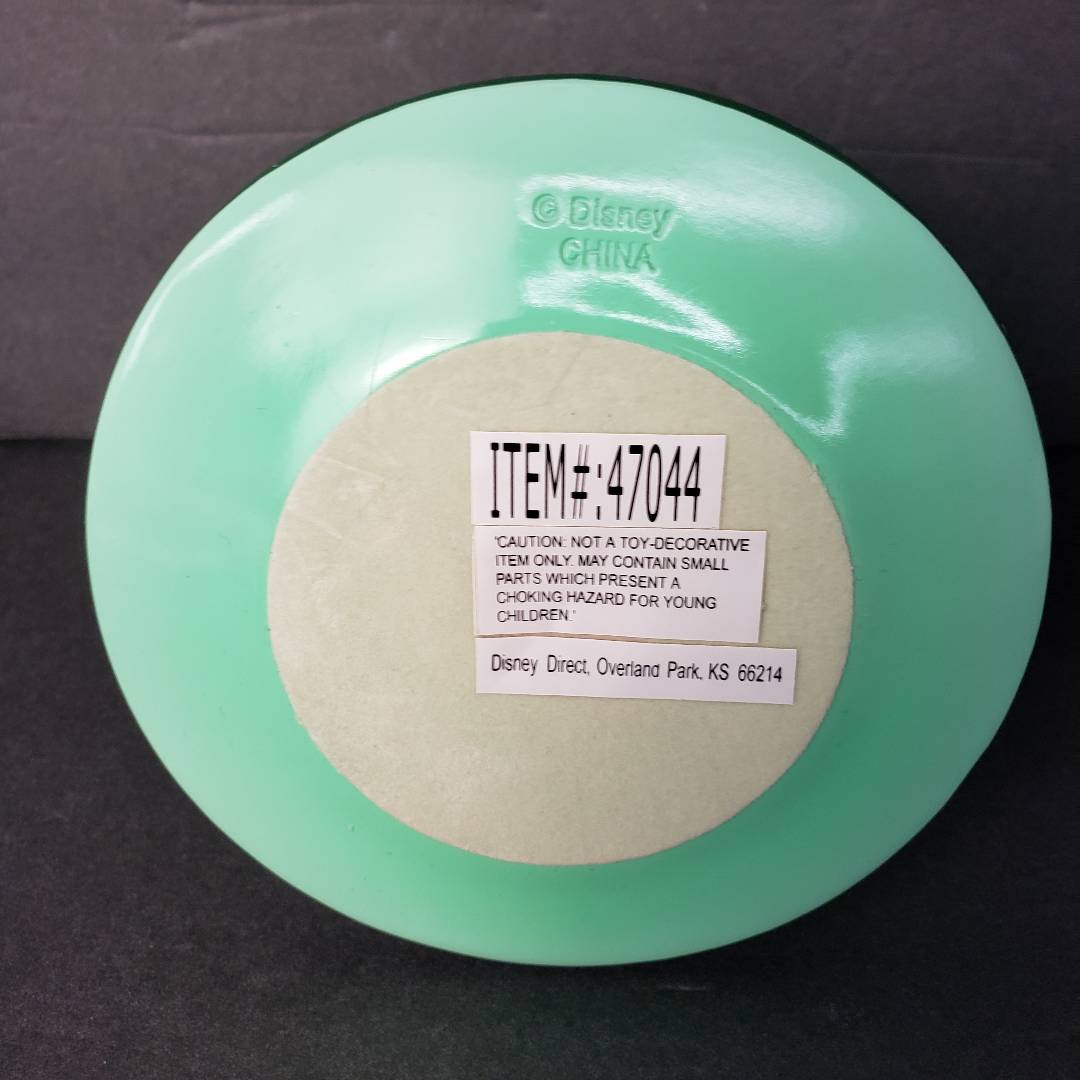 © Disney
CHINA
ITEM#:47044
"CAUTION: NOT A TOY-DECORATIVE
ITEM ONLY. MAY CONTAIN SMALL
PARTS WHICH PRESENT A
CHOKING HAZARD FOR YOUNG
CHILDREN."
Disney Direct, Overland Park, KS 66214